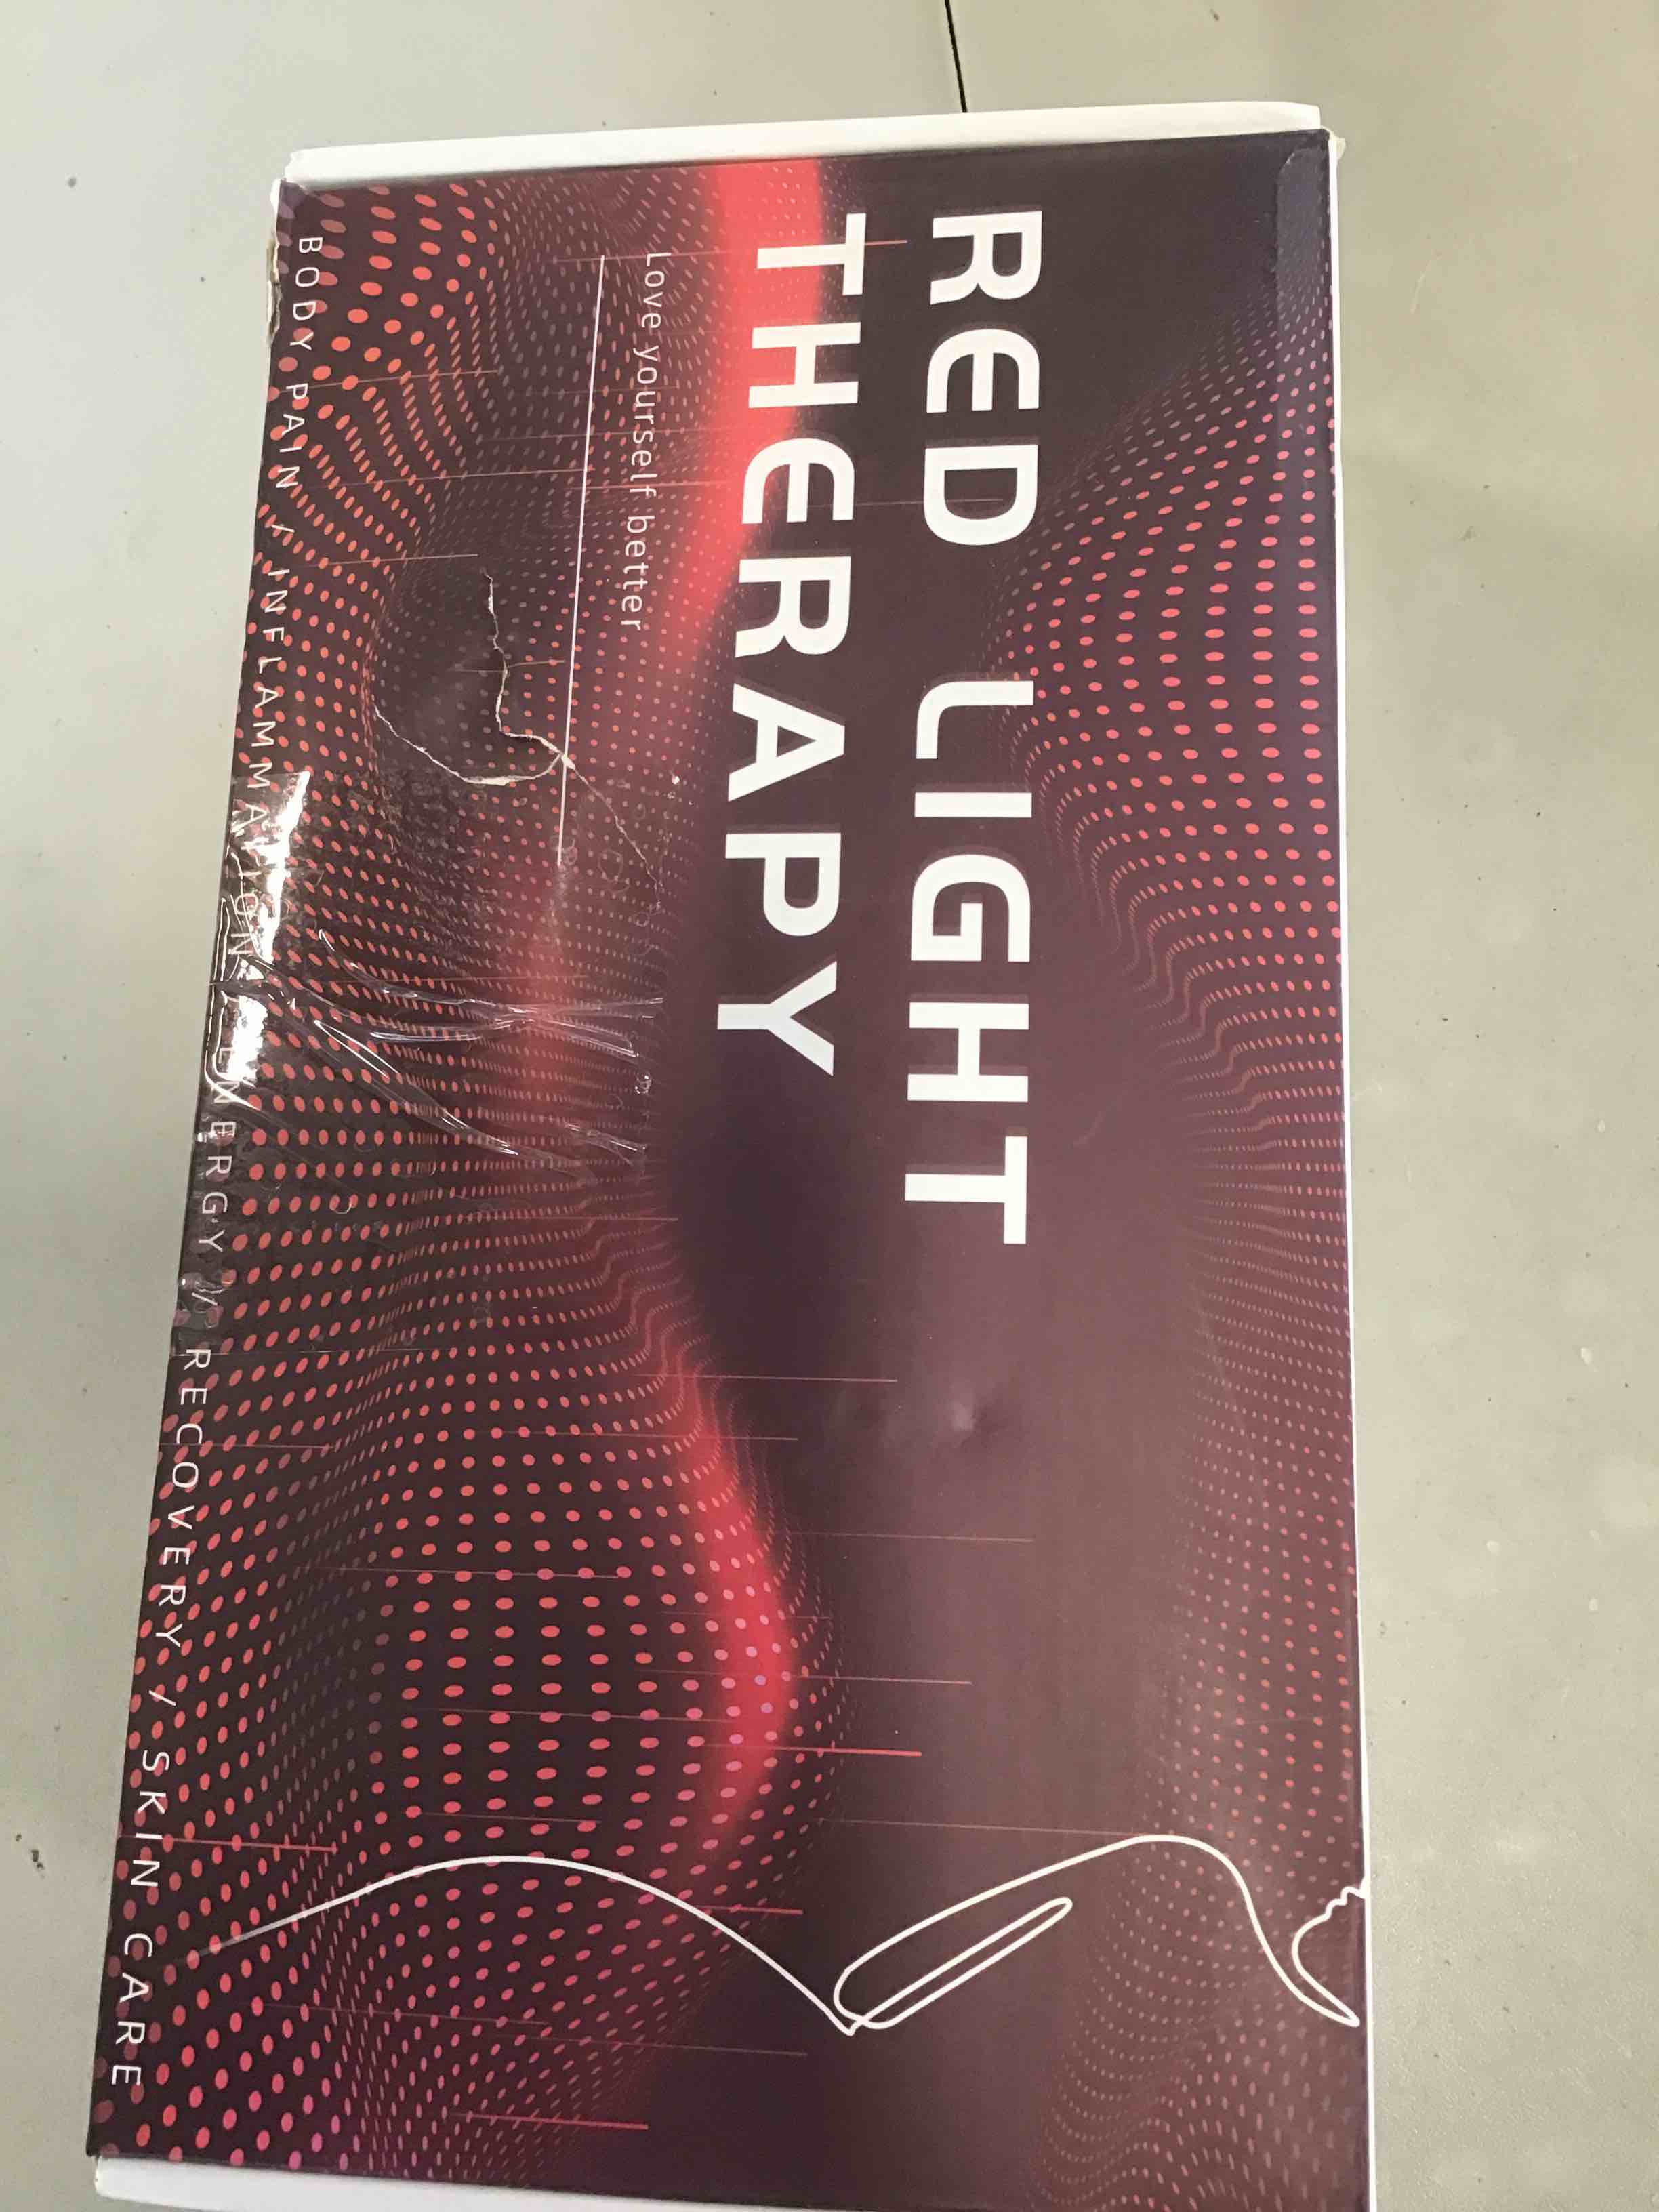 RED LIGHT
THERAPY
Love yourself better
BODY PAIN / INFLAMMATION / ENERGY / RECOVERY / SKIN CARE